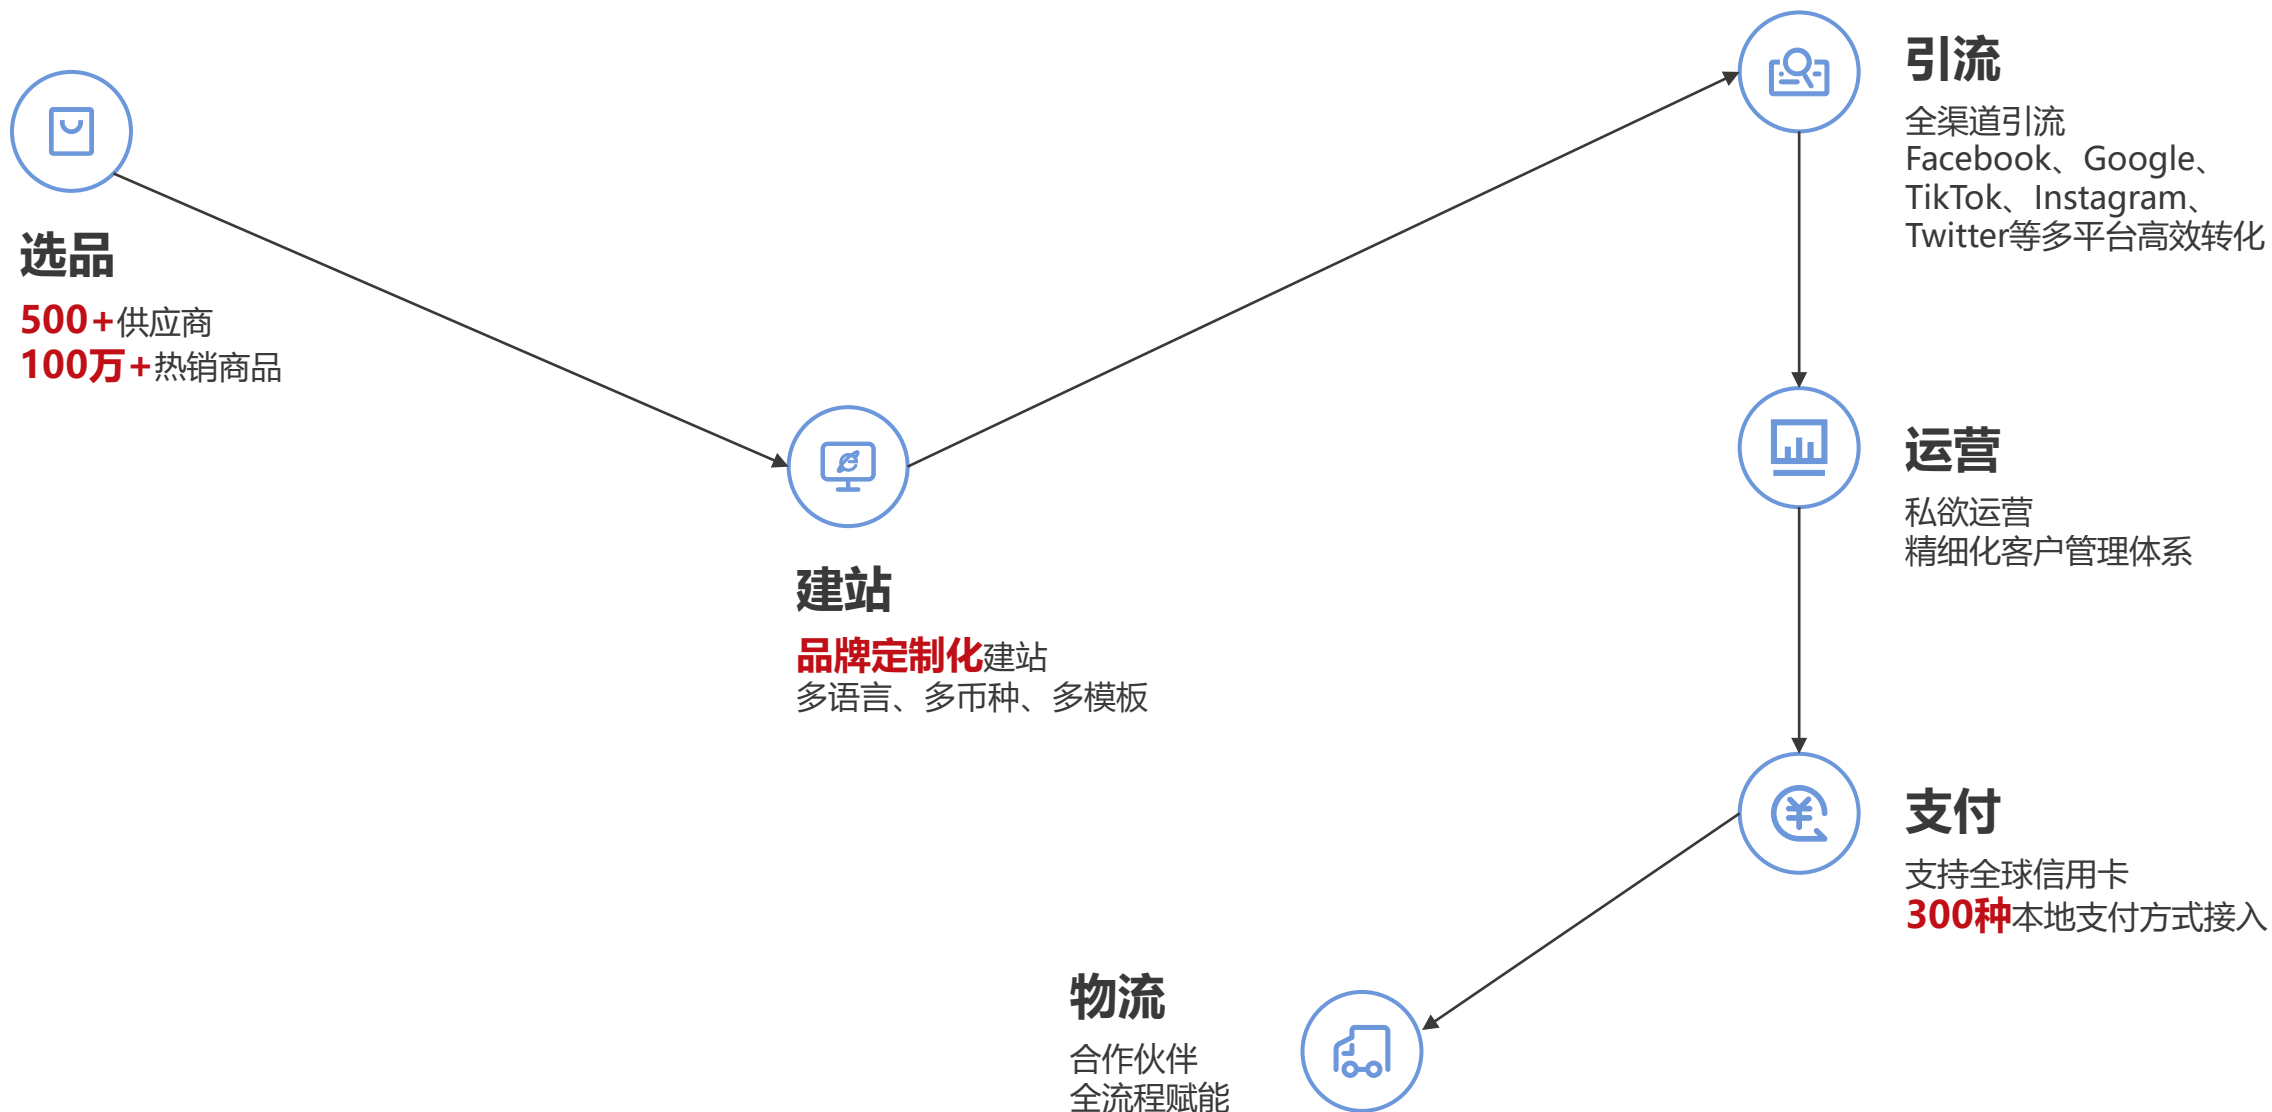 选品
500+供应商
100万+热销商品
建站
品牌定制化建站
多语言、多币种、多模板
引流
全渠道引流
Facebook、Google、
TikTok、Instagram、
Twitter等多平台高效转化
运营
私欲运营
精细化客户管理体系
支付
支持全球信用卡
300种本地支付方式接入
物流
合作伙伴
全流程赋能